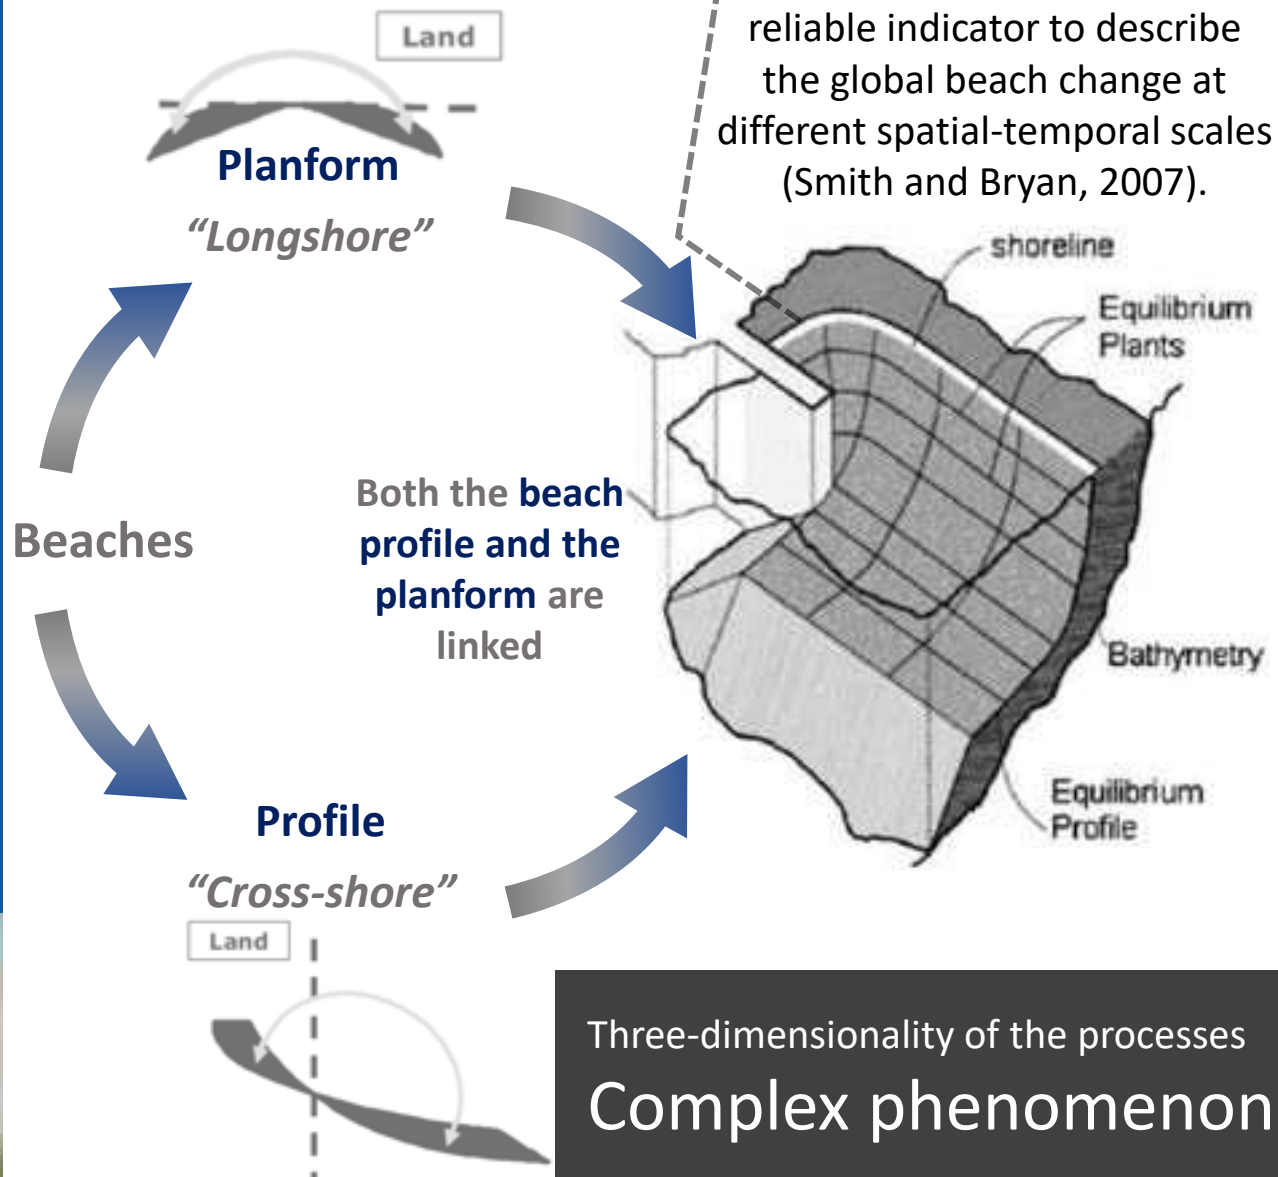 Land
reliable indicator to describe
the global beach change at
different spatial-temporal scales
(Smith and Bryan, 2007).
Planform
“Longshore”
shoreline
Equilibrium
Plants
Beaches
Both the beach
profile and the
planform are
linked
Bathymetry
Equilibrium
Profile
Profile
“Cross-shore”
Land
Three-dimensionality of the processes
Complex phenomenon